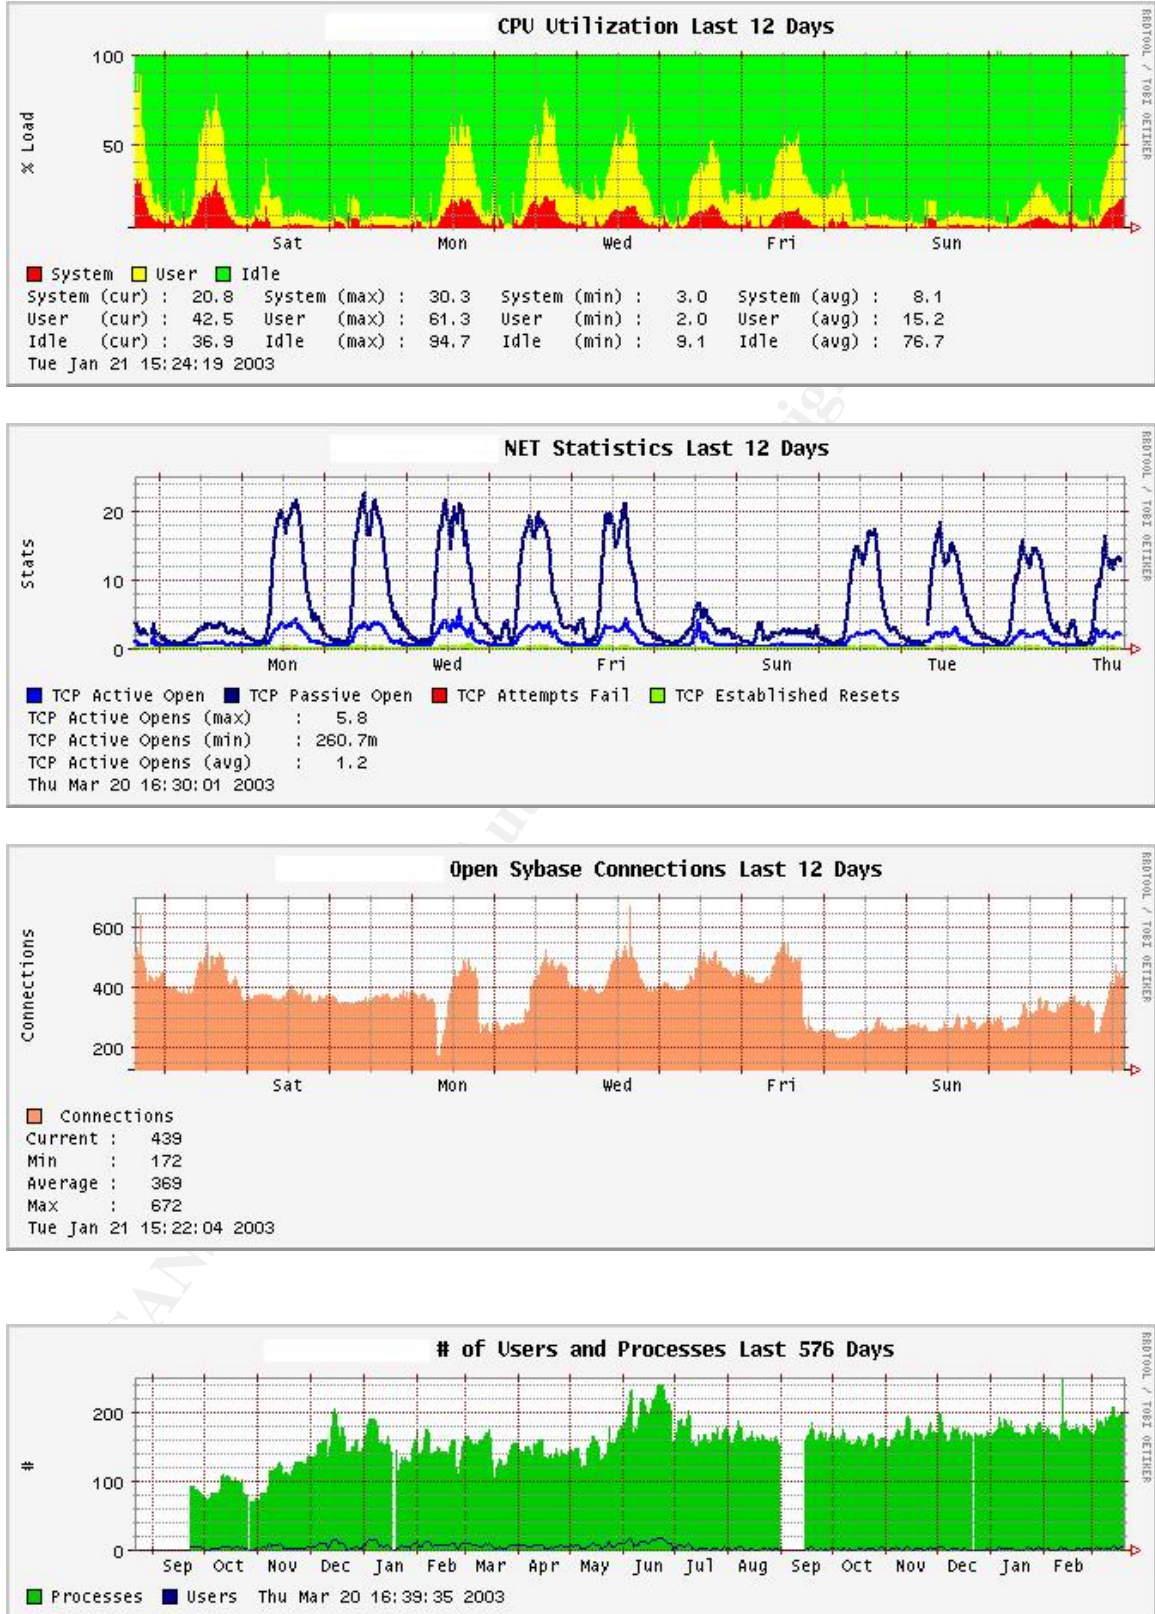 CPU Utilization Last 12 Days
RRDTOOL / TOBI OETIKER
% Load
100
50
Sat Mon Wed Fri Sun
System User Idle
System (cur) : 20.8 System (max) : 30.3 System (min) : 3.0 System (avg) : 8.1
User (cur) : 42.5 User (max) : 61.3 User (min) : 2.0 User (avg) : 15.2
Idle (cur) : 36.9 Idle (max) : 94.7 Idle (min) : 9.1 Idle (avg) : 76.7
Tue Jan 21 15:24:19 2003
NET Statistics Last 12 Days
RRDTOOL / TOBI OETIKER
Stats
20
10
0
Mon Wed Fri Sun Tue Thu
TCP Active Open TCP Passive Open TCP Attempts Fail TCP Established Resets
TCP Active Opens (max) : 5.8
TCP Active Opens (min) : 260.7m
TCP Active Opens (avg) : 1.2
Thu Mar 20 16:30:01 2003
Open Sybase Connections Last 12 Days
RRDTOOL / TOBI OETIKER
Connections
600
400
200
Sat Mon Wed Fri Sun
Connections
Current : 439
Min : 172
Average : 369
Max : 672
Tue Jan 21 15:22:04 2003
# of Users and Processes Last 576 Days
RRDTOOL / TOBI OETIKER
#
200
100
0
Sep Oct Nov Dec Jan Feb Mar Apr May Jun Jul Aug Sep Oct Nov Dec Jan Feb
Processes Users Thu Mar 20 16:39:35 2003